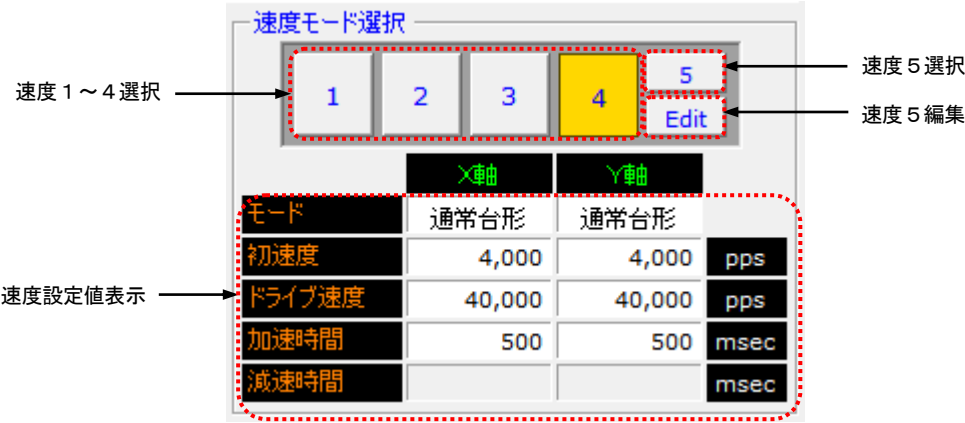 速度モード選択
速度１～４選択
1 2 3 4 5
速度５選択
Edit
速度５編集
X軸 Y軸
モード 通常台形 通常台形
初速度 4,000 4,000 pps
速度設定値表示
ドライブ速度 40,000 40,000 pps
加速時間 500 500 msec
減速時間 msec